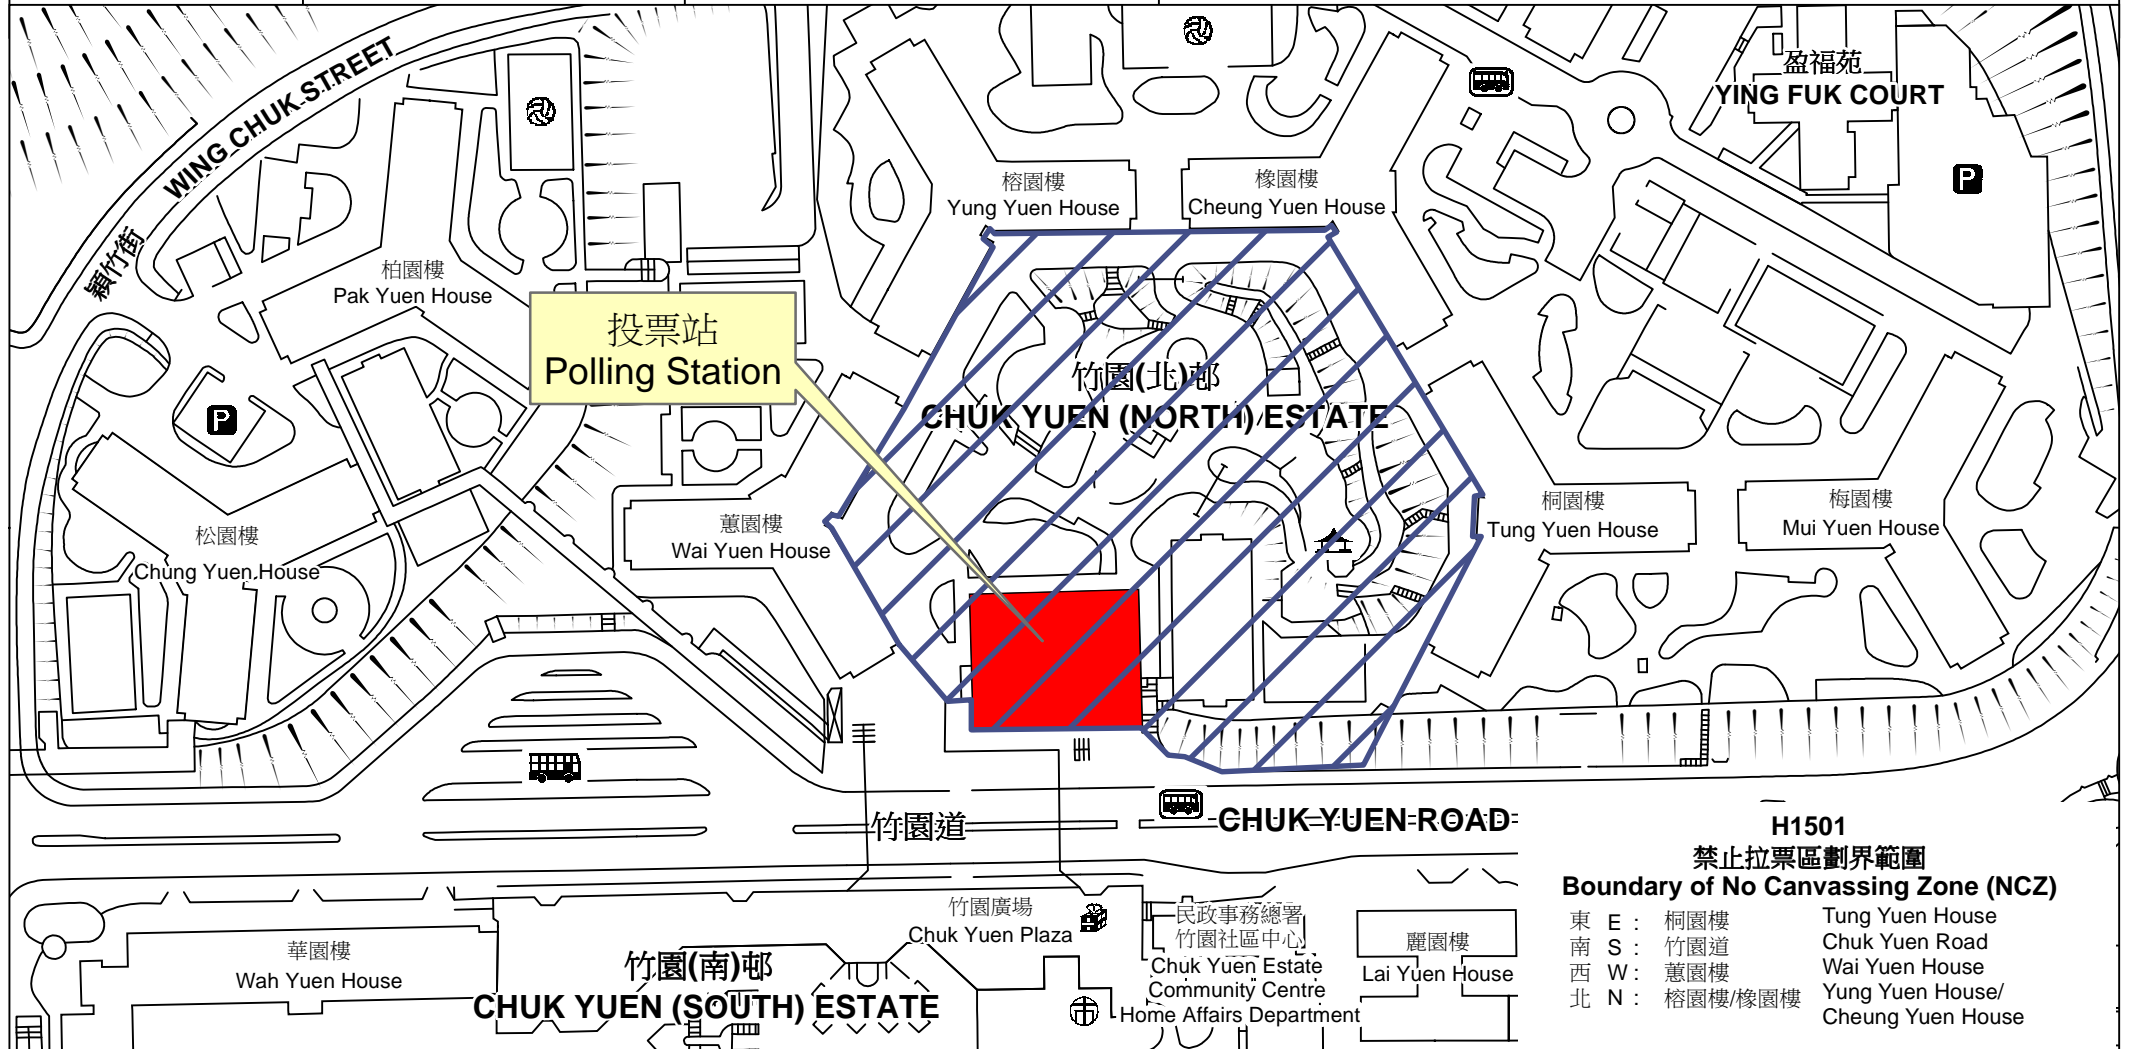 盈福苑
YING FUK COURT
WING CHUK STREET
穎竹街
P
榕園樓
Yung Yuen House
橡園樓
Cheung Yuen House
柏園樓
Pak Yuen House
投票站
Polling Station
竹園(北)邨
CHUK YUEN (NORTH) ESTATE
P
松園樓
Chung Yuen House
蕙園樓
Wai Yuen House
桐園樓
Tung Yuen House
梅園樓
Mui Yuen House
竹園道
CHUK YUEN ROAD
華園樓
Wah Yuen House
竹園(南)邨
CHUK YUEN (SOUTH) ESTATE
竹園廣場
Chuk Yuen Plaza
民政事務總署
竹園社區中心
Chuk Yuen Estate
Community Centre
Home Affairs Department
麗園樓
Lai Yuen House
H1501
禁止拉票區劃界範圍
Boundary of No Canvassing Zone (NCZ)
東 E : 桐園樓 Tung Yuen House
南 S : 竹園道 Chuk Yuen Road
西 W : 蕙園樓 Wai Yuen House
北 N : 榕園樓/橡園樓 Yung Yuen House/
Cheung Yuen House